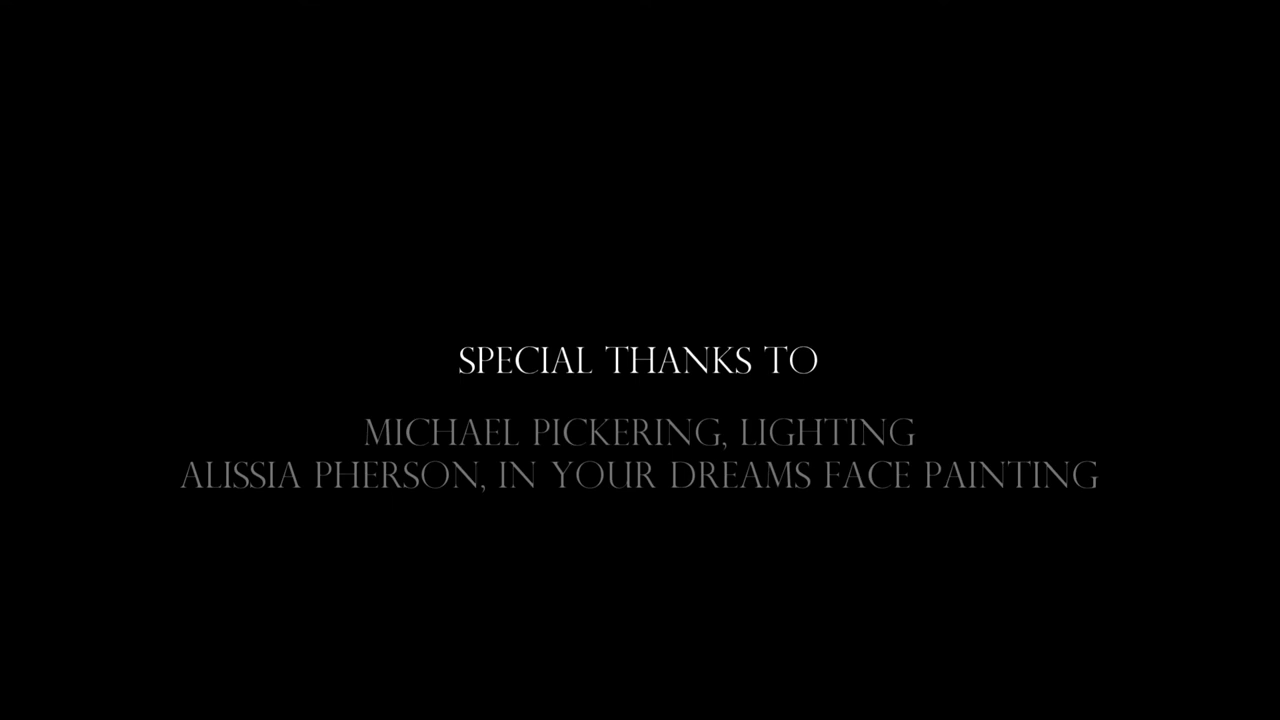 SPECIAL THANKS TO
MICHAEL PICKERING, LIGHTING
ALISSIA PHERSON, IN YOUR DREAMS FACE PAINTING